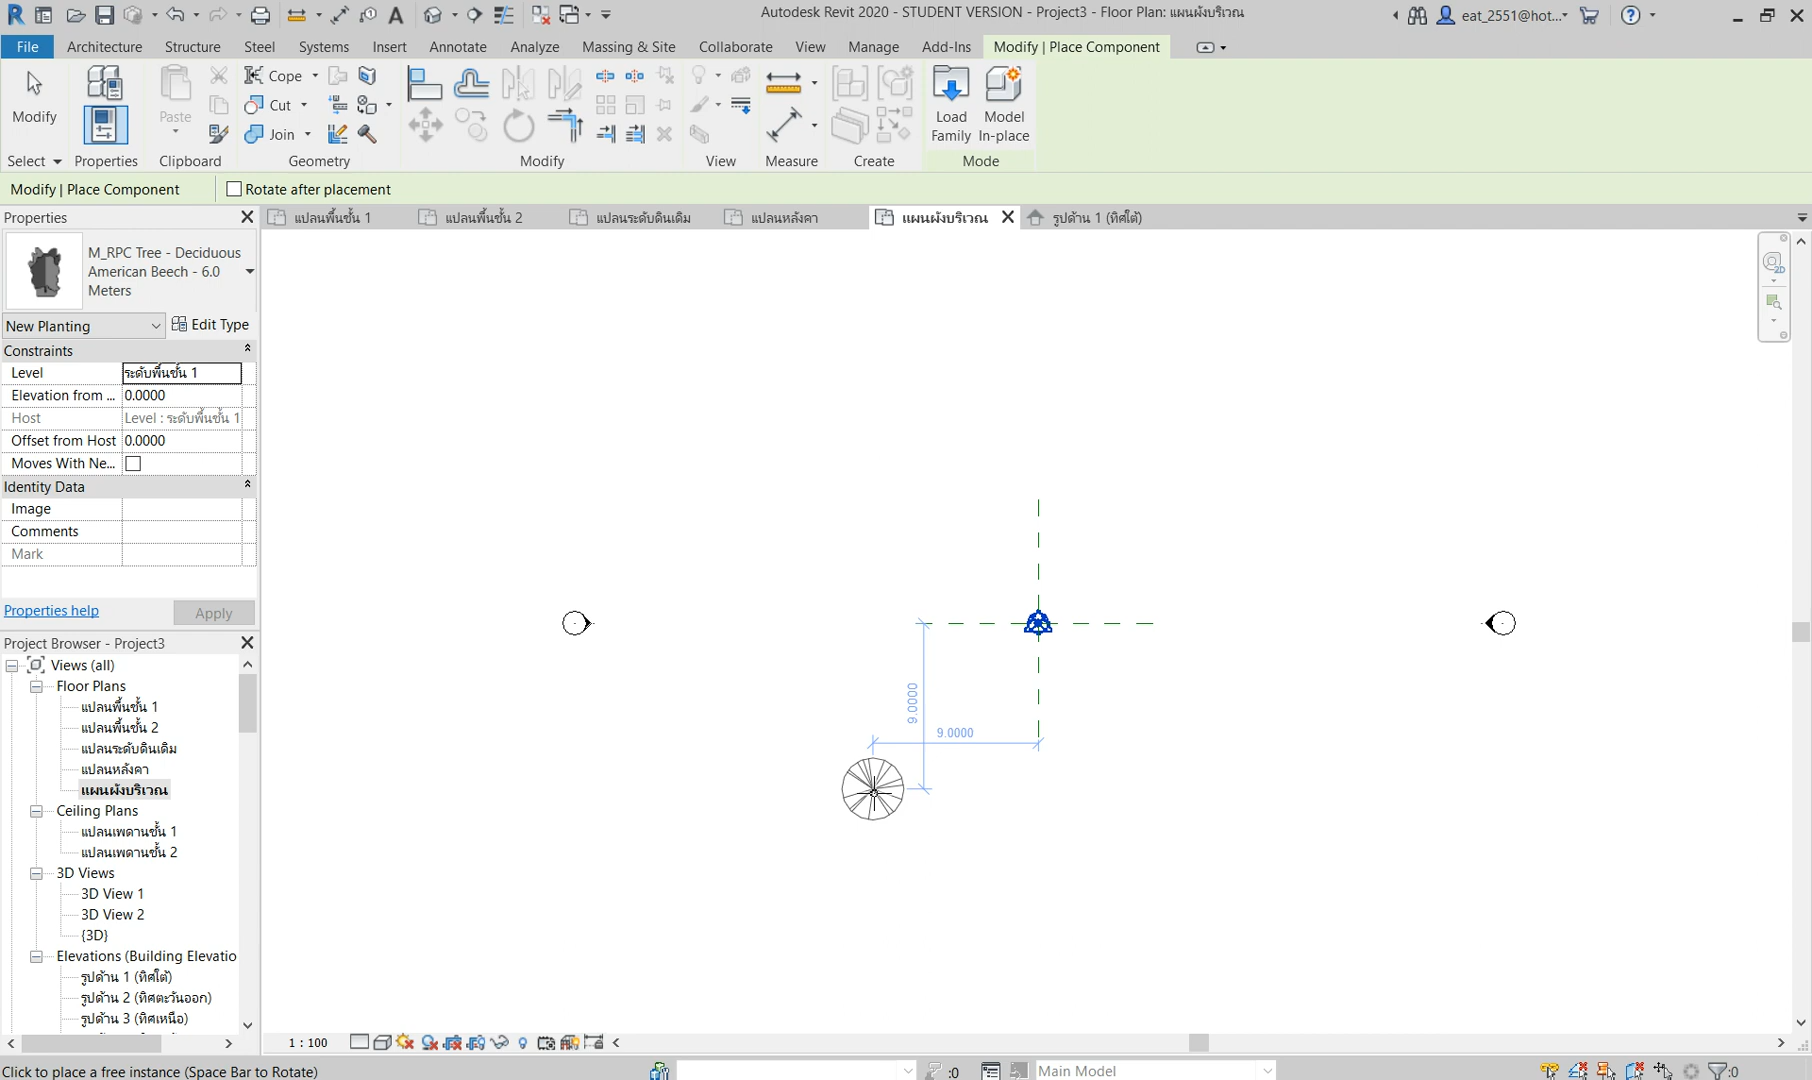 Autodesk Revit 2020 - STUDENT VERSION - Project3 - Floor Plan: แผนผังบริเวณ
eat_2551@hot...
File Architecture Structure Steel Systems Insert Annotate Analyze Massing & Site Collaborate View Manage Add-Ins Modify | Place Component
Modify
Paste
Cope
Cut
Join
Load Family
Model In-place
Select Properties Clipboard Geometry Modify View Measure Create Mode
Modify | Place Component Rotate after placement
Properties
แปลนพื้นชั้น 1 แปลนพื้นชั้น 2 แปลนระดับดินเดิม แปลนหลังคา แผนผังบริเวณ รูปด้าน 1 (ทิศใต้)
M_RPC Tree - Deciduous
American Beech - 6.0
Meters
New Planting Edit Type
Constraints
Level ระดับพื้นชั้น 1
Elevation from ... 0.0000
Host Level : ระดับพื้นชั้น 1
Offset from Host 0.0000
Moves With Ne...
Identity Data
Image
Comments
Mark
Properties help Apply
2D
9.0000
9.0000
Project Browser - Project3
Views (all)
Floor Plans
แปลนพื้นชั้น 1
แปลนพื้นชั้น 2
แปลนระดับดินเดิม
แปลนหลังคา
แผนผังบริเวณ
Ceiling Plans
แปลนเพดานชั้น 1
แปลนเพดานชั้น 2
3D Views
3D View 1
3D View 2
{3D}
Elevations (Building Elevatio
รูปด้าน 1 (ทิศใต้)
รูปด้าน 2 (ทิศตะวันออก)
รูปด้าน 3 (ทิศเหนือ)
1 : 100
Click to place a free instance (Space Bar to Rotate) :0 Main Model :0